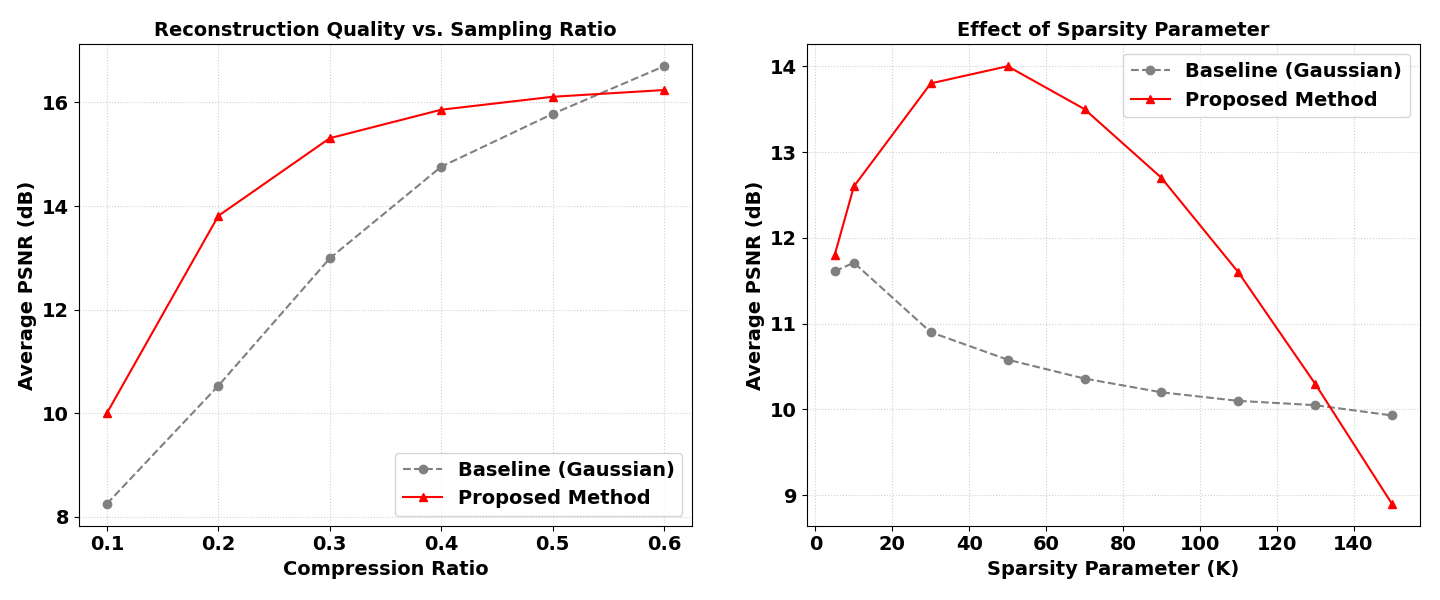 Reconstruction Quality vs. Sampling Ratio
Average PSNR (dB)
16
14
12
10
8
0.1 0.2 0.3 0.4 0.5 0.6
Compression Ratio
Baseline (Gaussian)
Proposed Method
Effect of Sparsity Parameter
Average PSNR (dB)
14
13
12
11
10
9
0 20 40 60 80 100 120 140
Sparsity Parameter (K)
Baseline (Gaussian)
Proposed Method